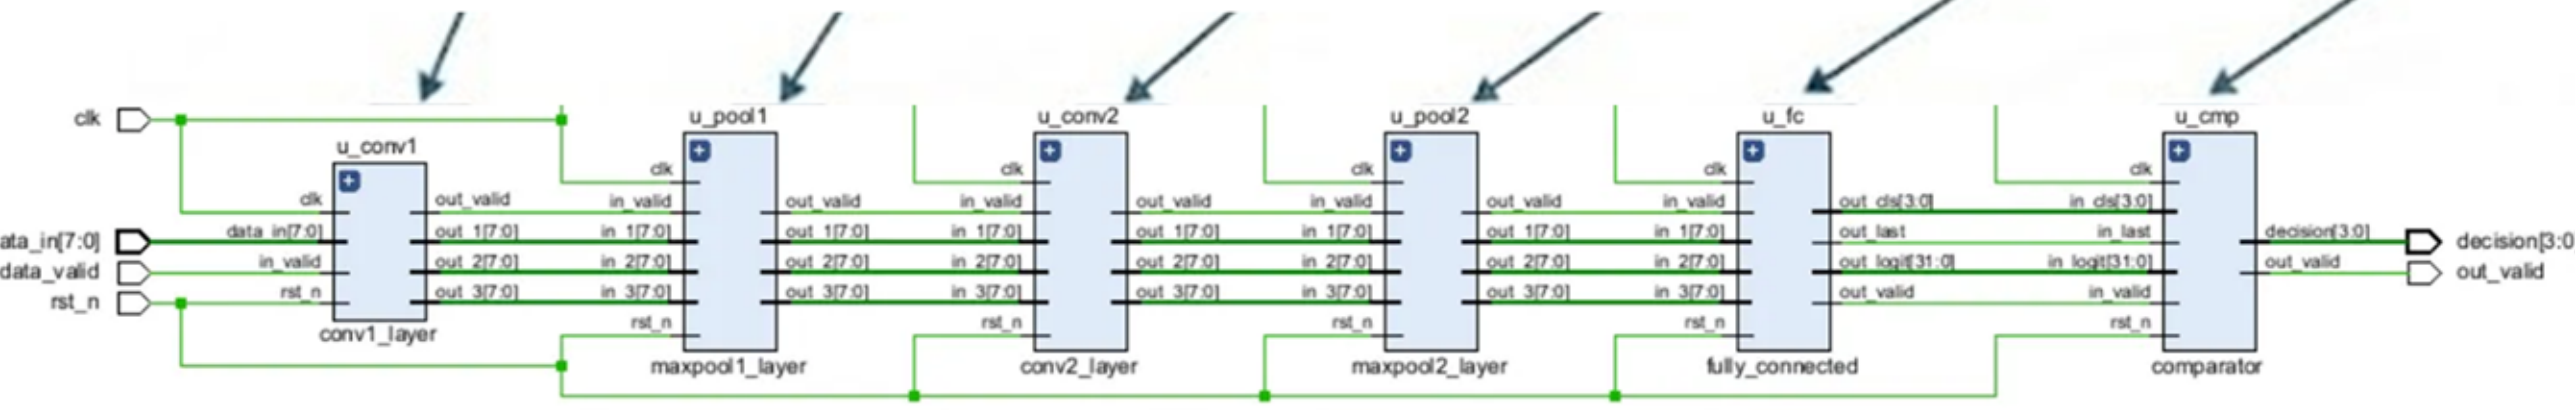 clk
ata_in[7:0]
data_valid
rst_n
u_conv1
clk
data_in[7:0]
in_valid
rst_n
out_valid
out_1[7:0]
out_2[7:0]
out_3[7:0]
conv1_layer
u_pool1
clk
in_valid
in_1[7:0]
in_2[7:0]
in_3[7:0]
rst_n
out_valid
out_1[7:0]
out_2[7:0]
out_3[7:0]
maxpool1_layer
u_conv2
clk
in_valid
in_1[7:0]
in_2[7:0]
in_3[7:0]
rst_n
out_valid
out_1[7:0]
out_2[7:0]
out_3[7:0]
conv2_layer
u_pool2
clk
in_valid
in_1[7:0]
in_2[7:0]
in_3[7:0]
rst_n
out_valid
out_1[7:0]
out_2[7:0]
out_3[7:0]
maxpool2_layer
u_fc
clk
in_valid
in_1[7:0]
in_2[7:0]
in_3[7:0]
rst_n
out_cls[3:0]
out_last
out_logit[31:0]
out_valid
fully_connected
u_cmp
clk
in_cls[3:0]
in_last
in_logit[31:0]
in_valid
rst_n
decision[3:0]
out_valid
comparator
decision[3:0
out_valid